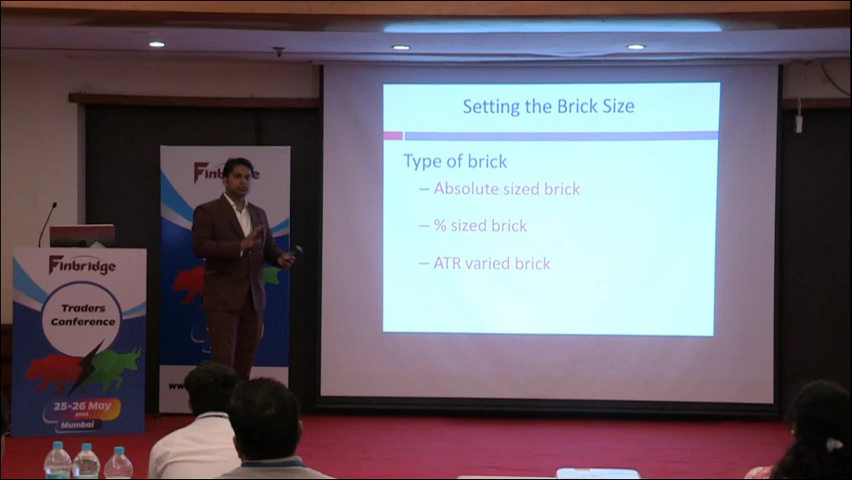 Setting the Brick Size
Type of brick
– Absolute sized brick
– % sized brick
– ATR varied brick
Finbridge
Traders
Conference
25-26 May
Mumbai